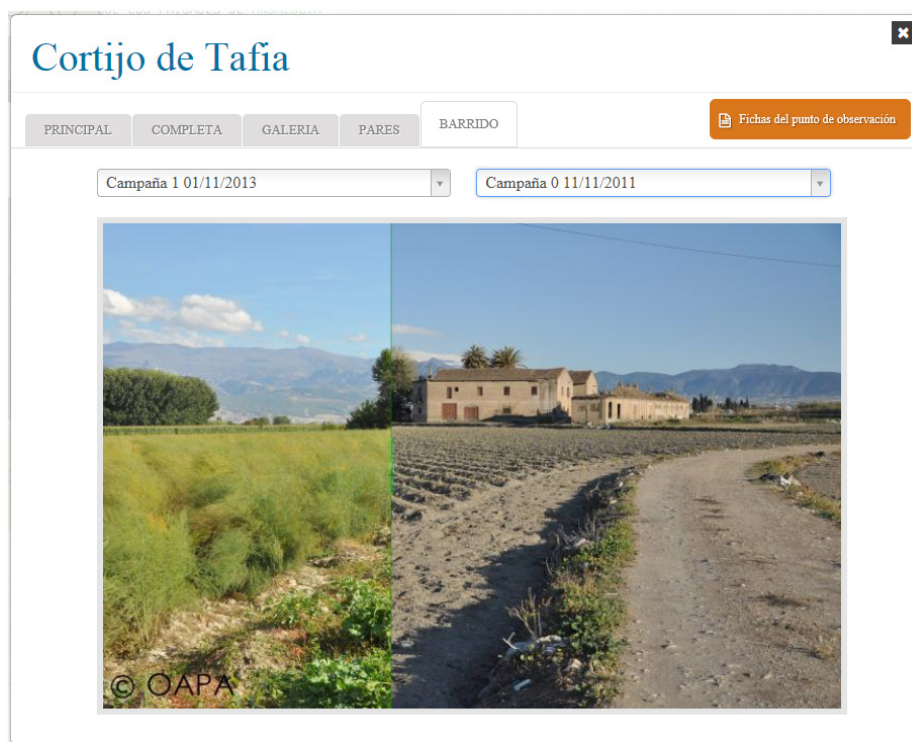 Cortijo de Tafia
PRINCIPAL COMPLETA GALERIA PARES BARRIDO Fichas del punto de observación
Campaña 1 01/11/2013 Campaña 0 11/11/2011
© OAPA